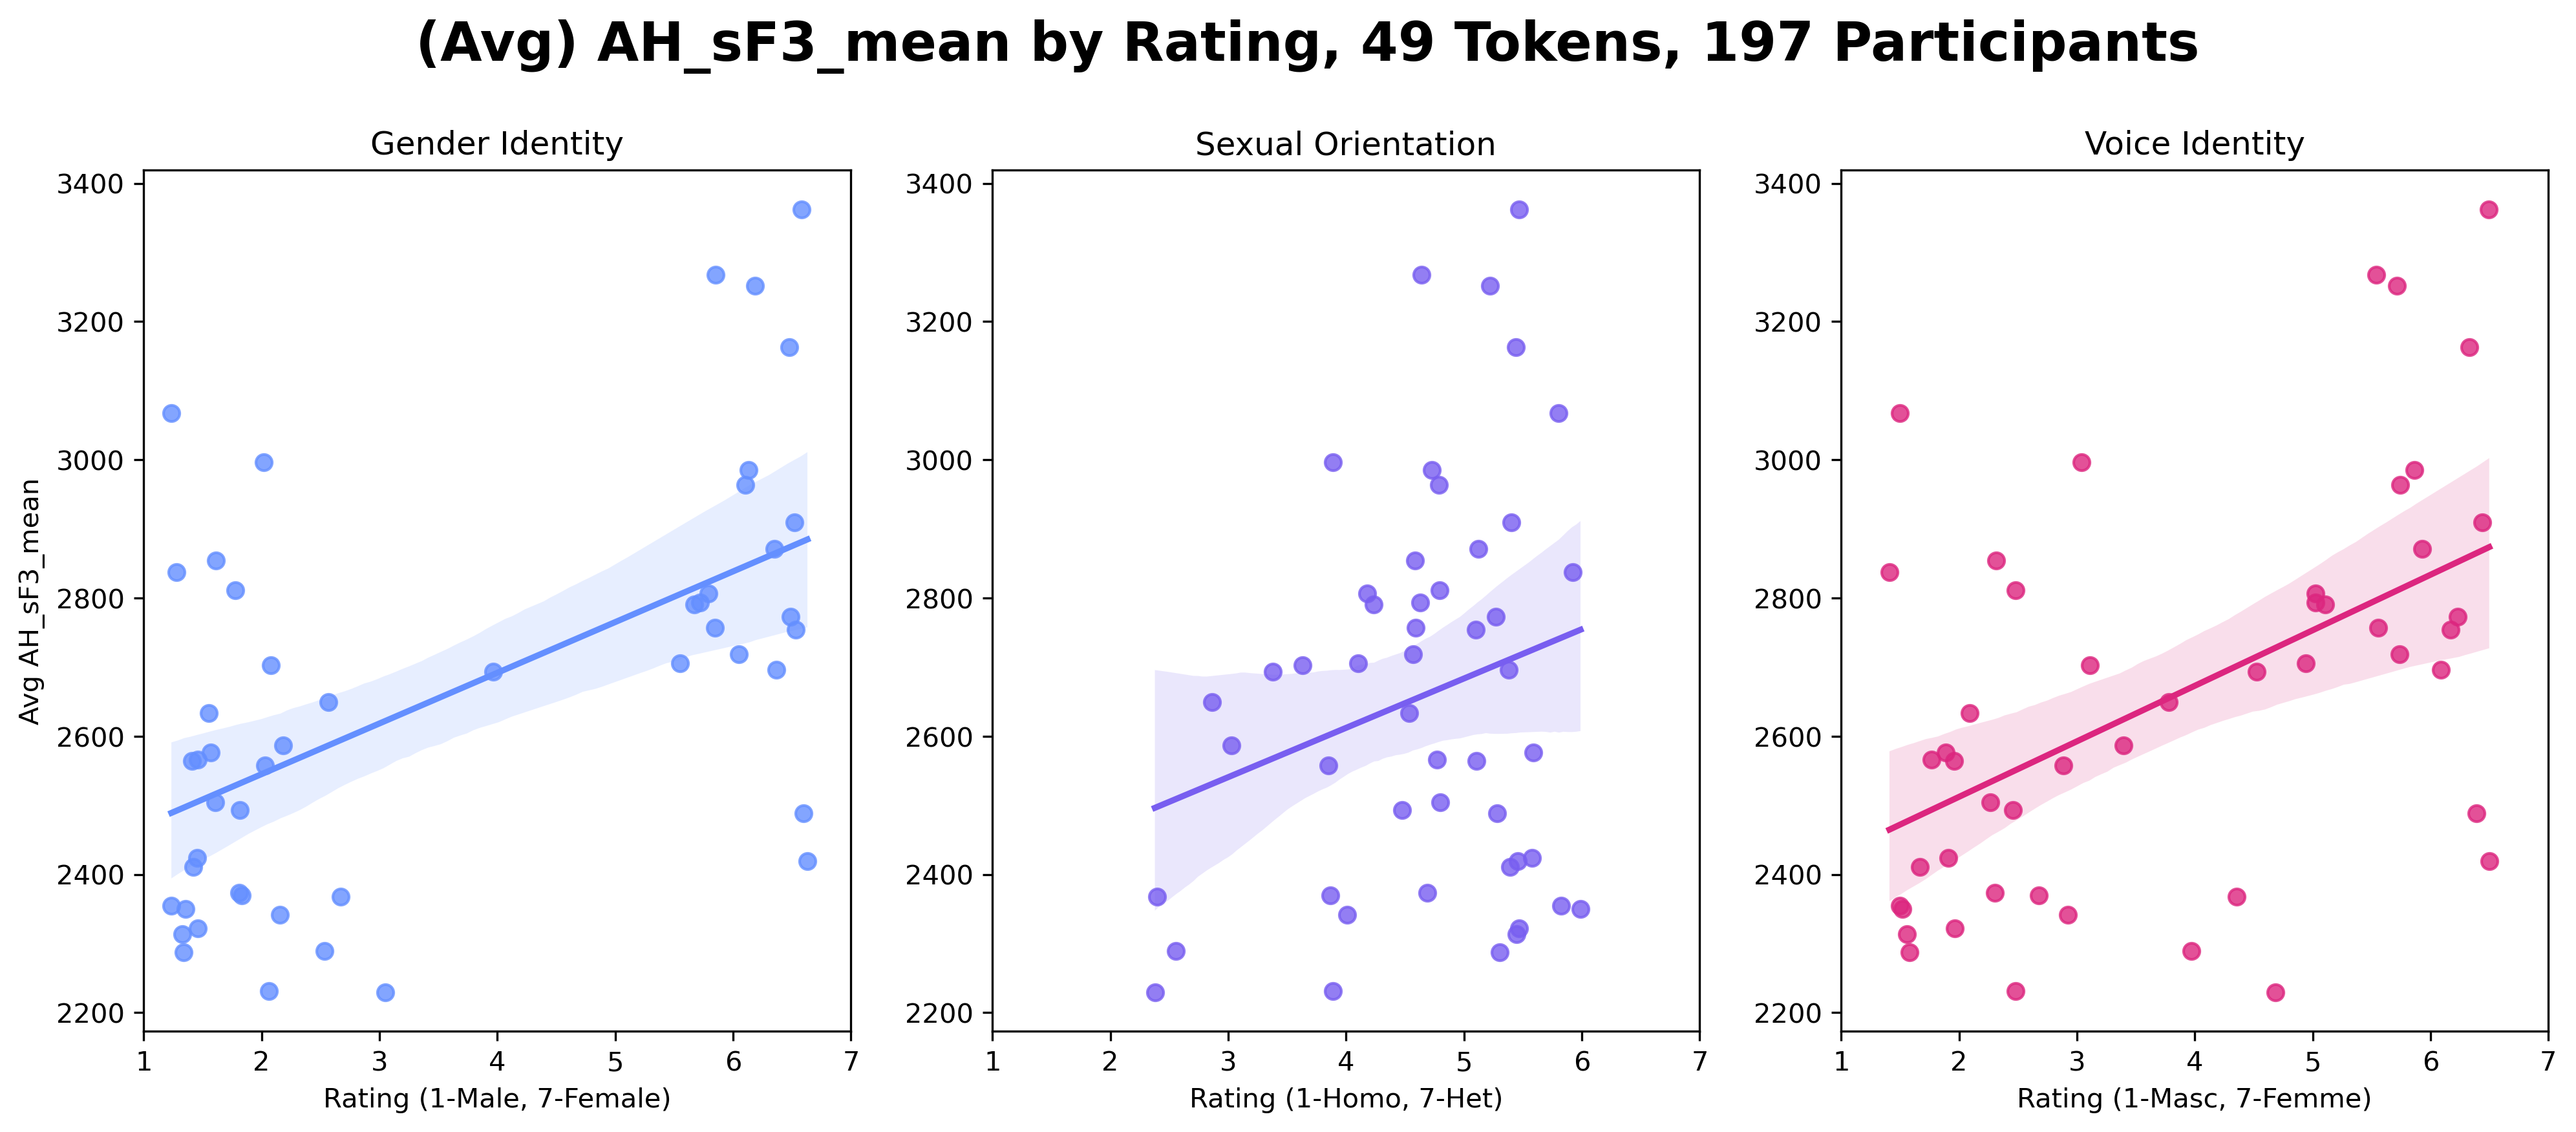 (Avg) AH_sF3_mean by Rating, 49 Tokens, 197 Participants
Gender Identity
Sexual Orientation
Voice Identity
Avg AH_sF3_mean
3400
3200
3000
2800
2600
2400
2200
1 2 3 4 5 6 7
Rating (1-Male, 7-Female)
3400
3200
3000
2800
2600
2400
2200
1 2 3 4 5 6 7
Rating (1-Homo, 7-Het)
3400
3200
3000
2800
2600
2400
2200
1 2 3 4 5 6 7
Rating (1-Masc, 7-Femme)